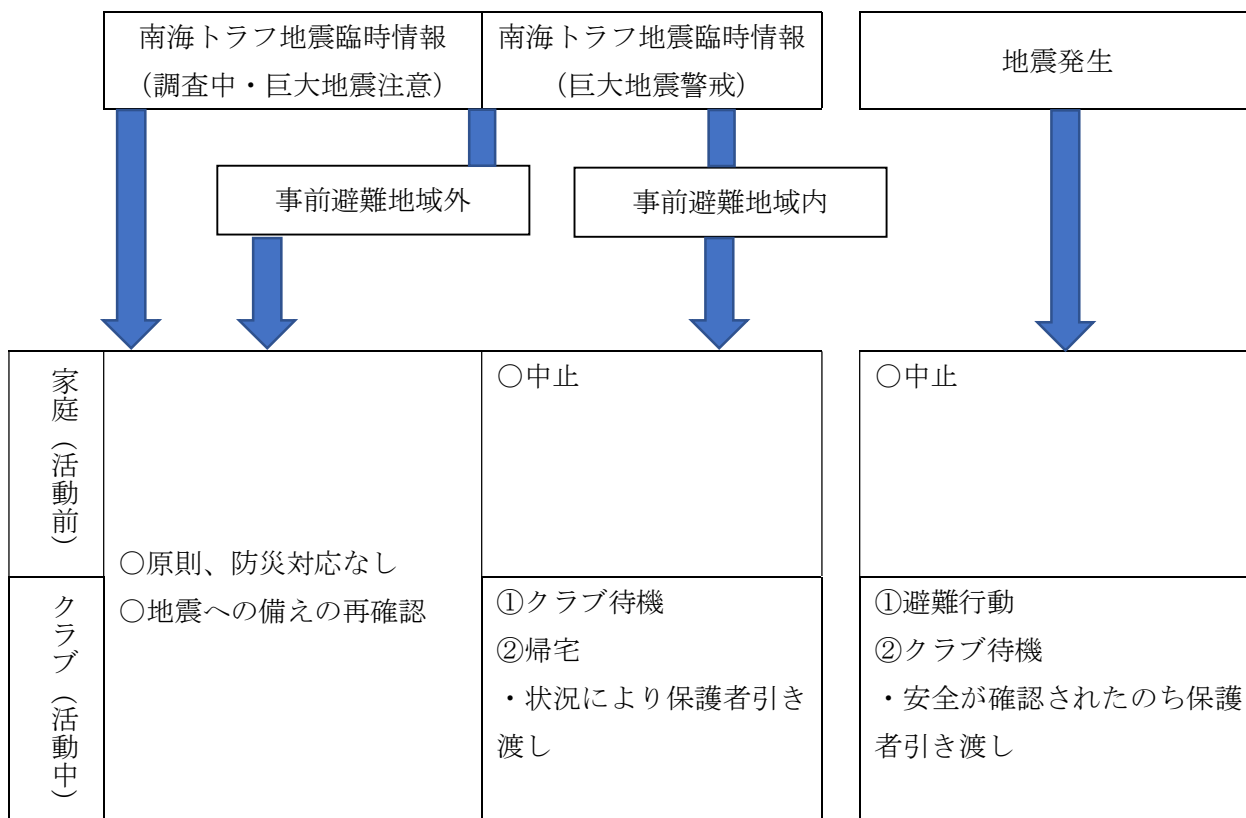 南海トラフ地震臨時情報
（調査中・巨大地震注意）
南海トラフ地震臨時情報
（巨大地震警戒）
地震発生
事前避難地域外
事前避難地域内
家庭（活動前）
○原則、防災対応なし
○地震への備えの再確認
○中止
○中止
クラブ（活動中）
①クラブ待機
②帰宅
・状況により保護者引き
渡し
①避難行動
②クラブ待機
・安全が確認されたのち保護
者引き渡し